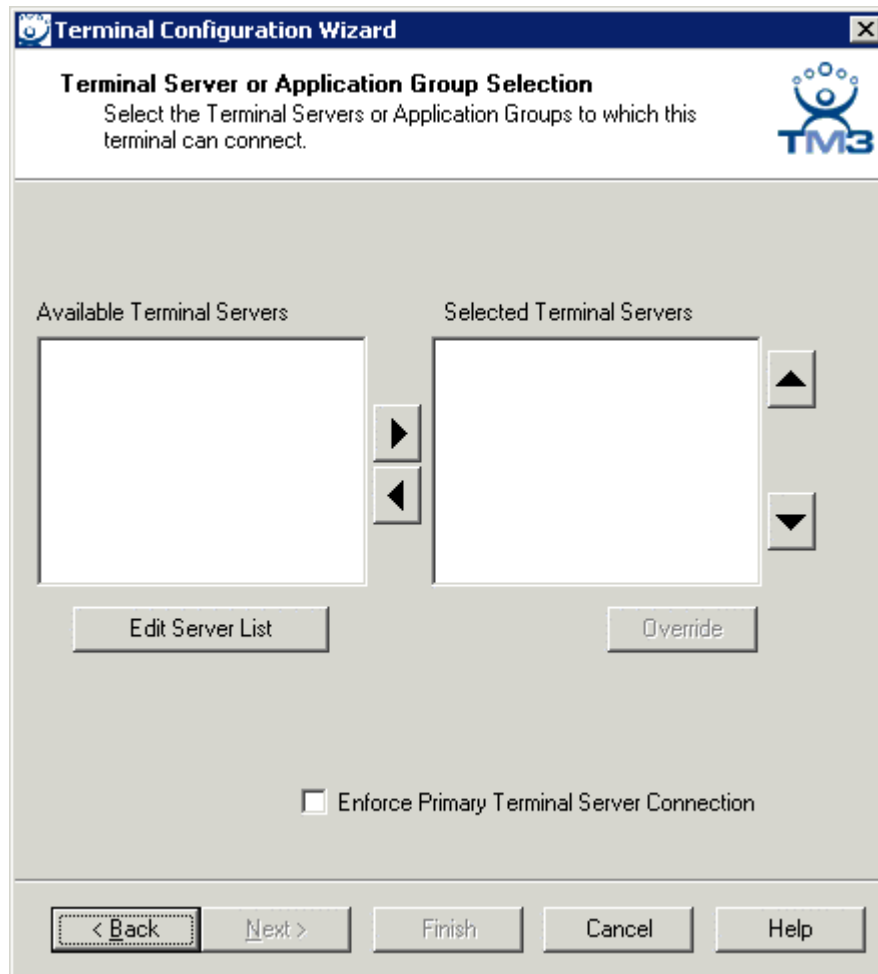 Terminal Configuration Wizard
Terminal Server or Application Group Selection
Select the Terminal Servers or Application Groups to which this
terminal can connect.
TM3
Available Terminal Servers
Selected Terminal Servers
Edit Server List
Override
Enforce Primary Terminal Server Connection
< Back
Next >
Finish
Cancel
Help